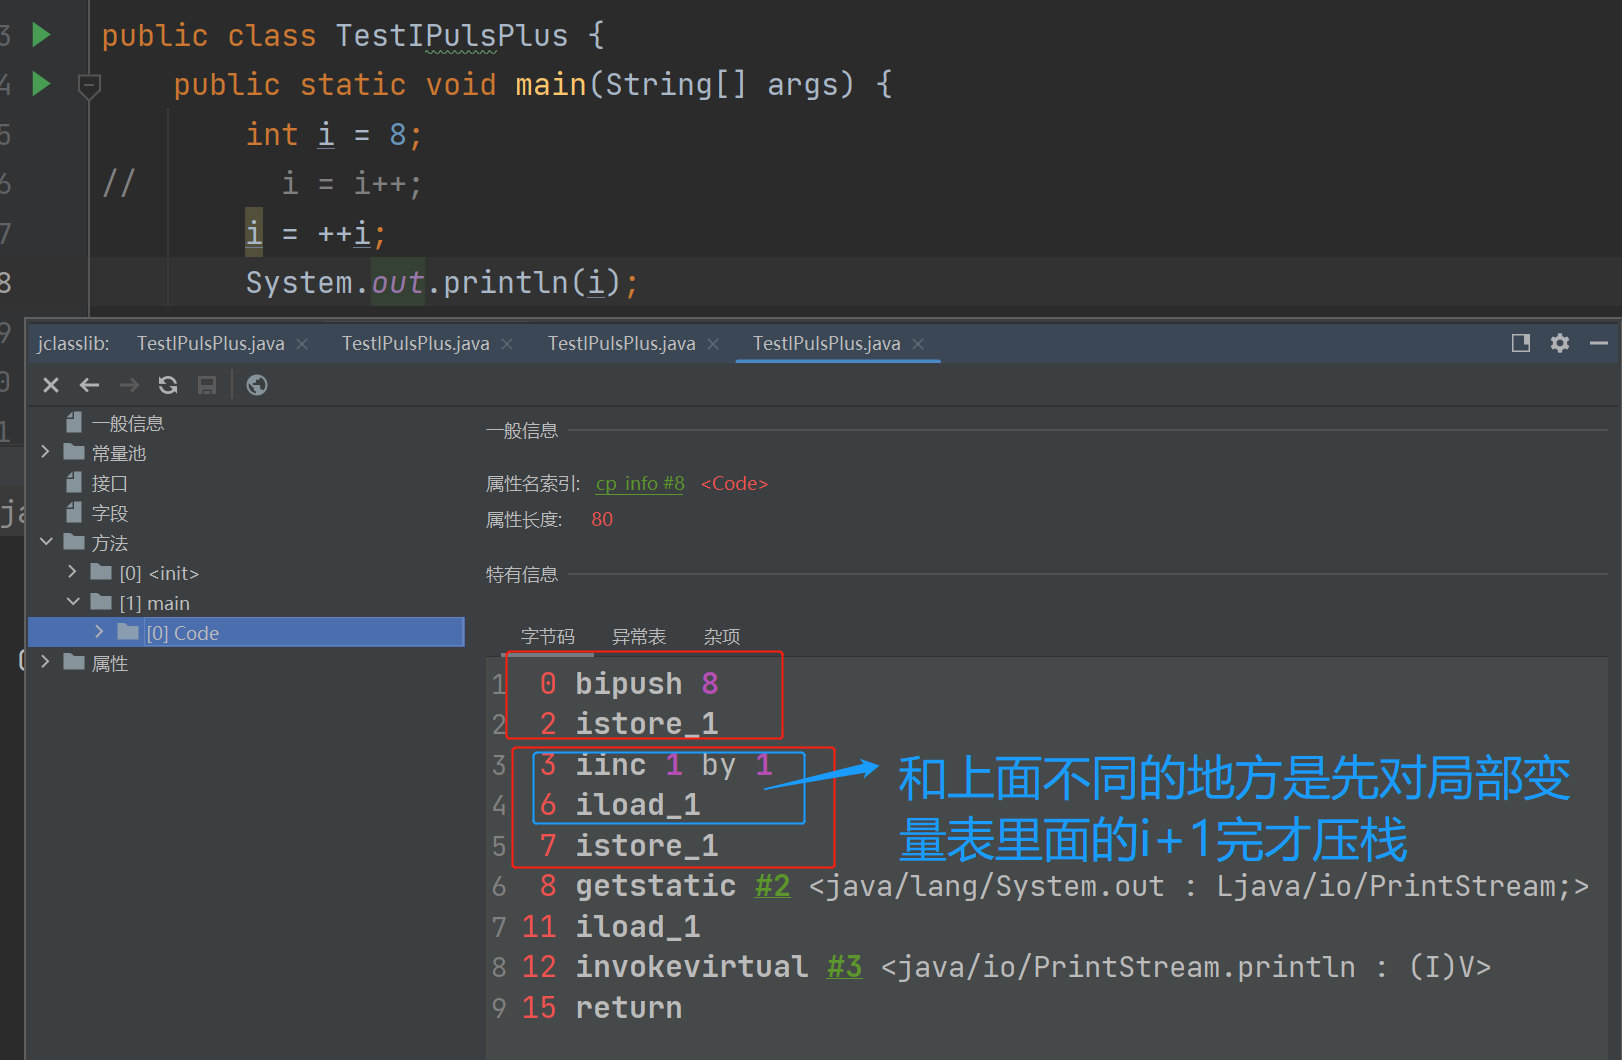 3 public class TestIPulsPlus {
4 public static void main(String[] args) {
5 int i = 8;
6 // i = i++;
7 i = ++i;
8 System.out.println(i);
9
0
1
ja
jclasslib: TestIPulsPlus.java TestIPulsPlus.java TestIPulsPlus.java TestIPulsPlus.java
一般信息
常量池
接口
字段
方法
[0] <init>
[1] main
[0] Code
属性
一般信息
属性名索引: cp_info #8 <Code>
属性长度: 80
特有信息
字节码 异常表 杂项
1 0 bipush 8
2 2 istore_1
3 3 iinc 1 by 1
4 6 iload_1
5 7 istore_1
6 8 getstatic #2 <java/lang/System.out : Ljava/io/PrintStream;>
7 11 iload_1
8 12 invokevirtual #3 <java/io/PrintStream.println : (I)V>
9 15 return
和上面不同的地方是先对局部变
量表里面的i+1完才压栈